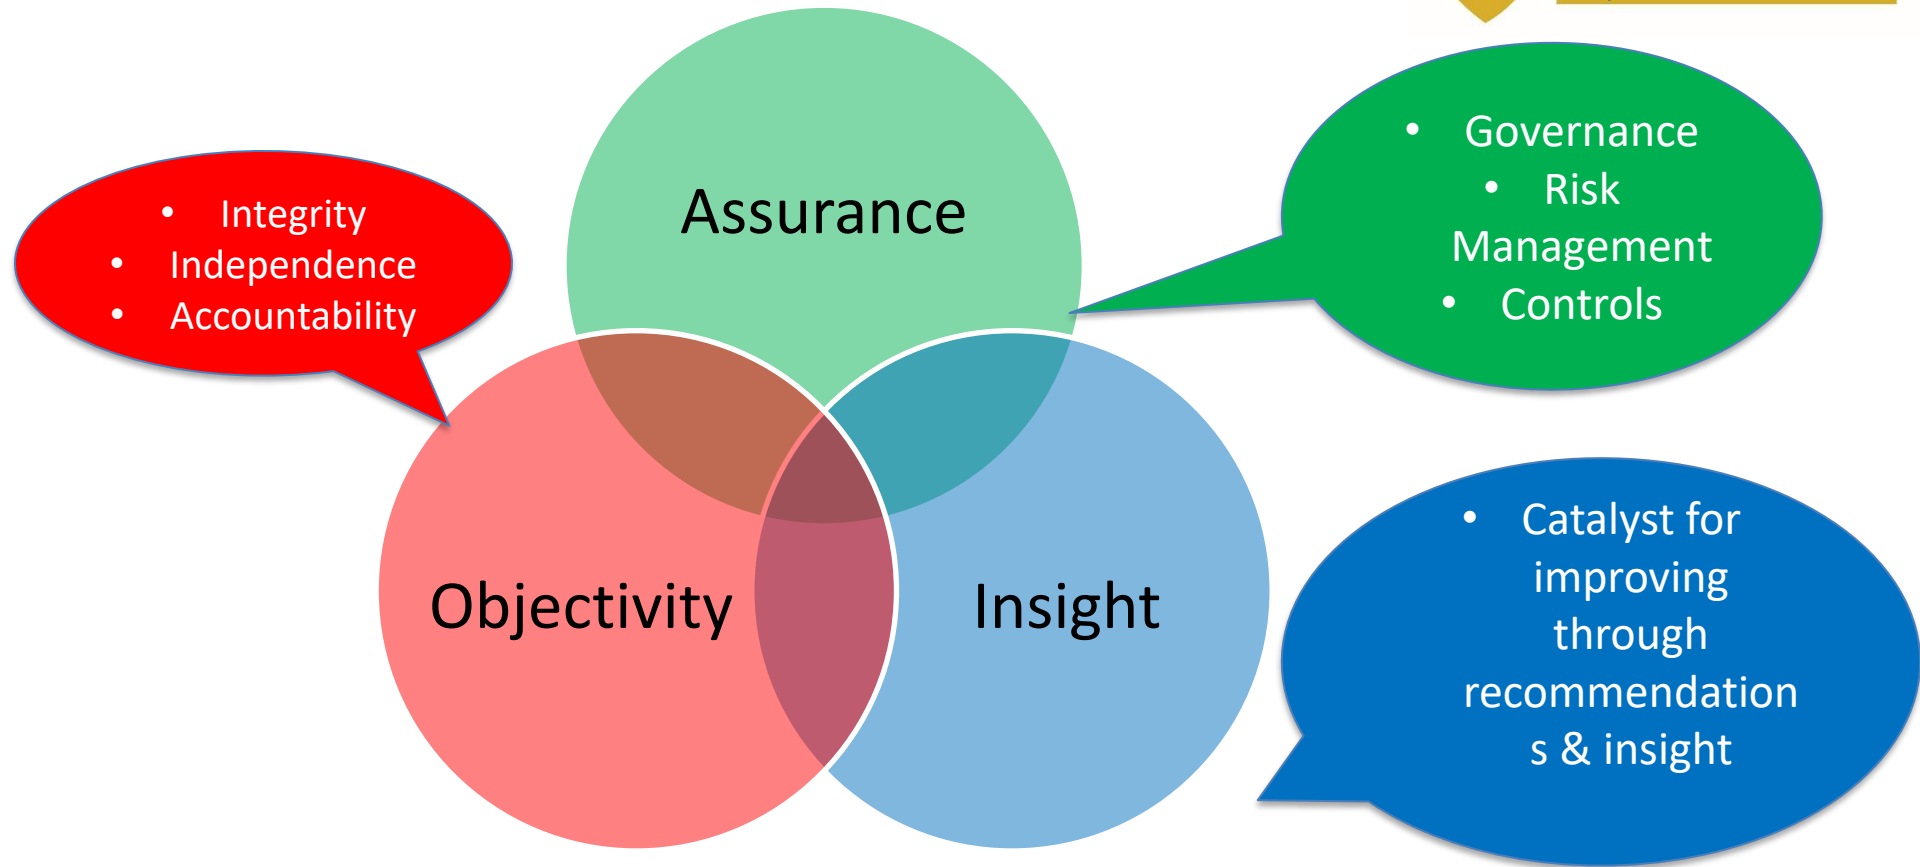 Assurance
• Integrity
• Independence
• Accountability
• Governance
• Risk
Management
• Controls
Objectivity
Insight
• Catalyst for
improving
through
recommendation
s & insight